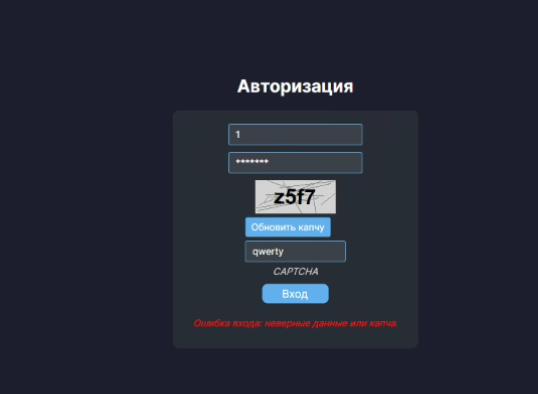 Авторизация
1
*******
z5f7
Обновить капчу
qwerty
CAPTCHA
Вход
Ошибка входа: неверные данные или капча.